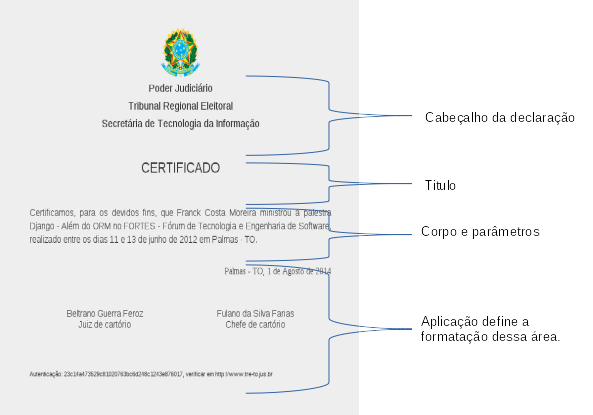 Poder Judiciário
Tribunal Regional Eleitoral
Secretária de Tecnologia da Informação
Cabeçalho da declaração
CERTIFICADO
Titulo
Certificamos, para os devidos fins, que Franck Costa Moreira ministrou a palestra
Django - Além do ORM no FORTES - Fórum de Tecnologia e Engenharia de Software,
realizado entre os dias 11 e 13 de junho de 2012 em Palmas - TO.
Corpo e parâmetros
Palmas - TO, 1 de Agosto de 2014
Beltrano Guerra Feroz
Juiz de cartório
Fulano da Silva Farias
Chefe de cartório
Aplicação define a
formatação dessa área.
Autenticação: verificar em http://www.tre-to.jus.br